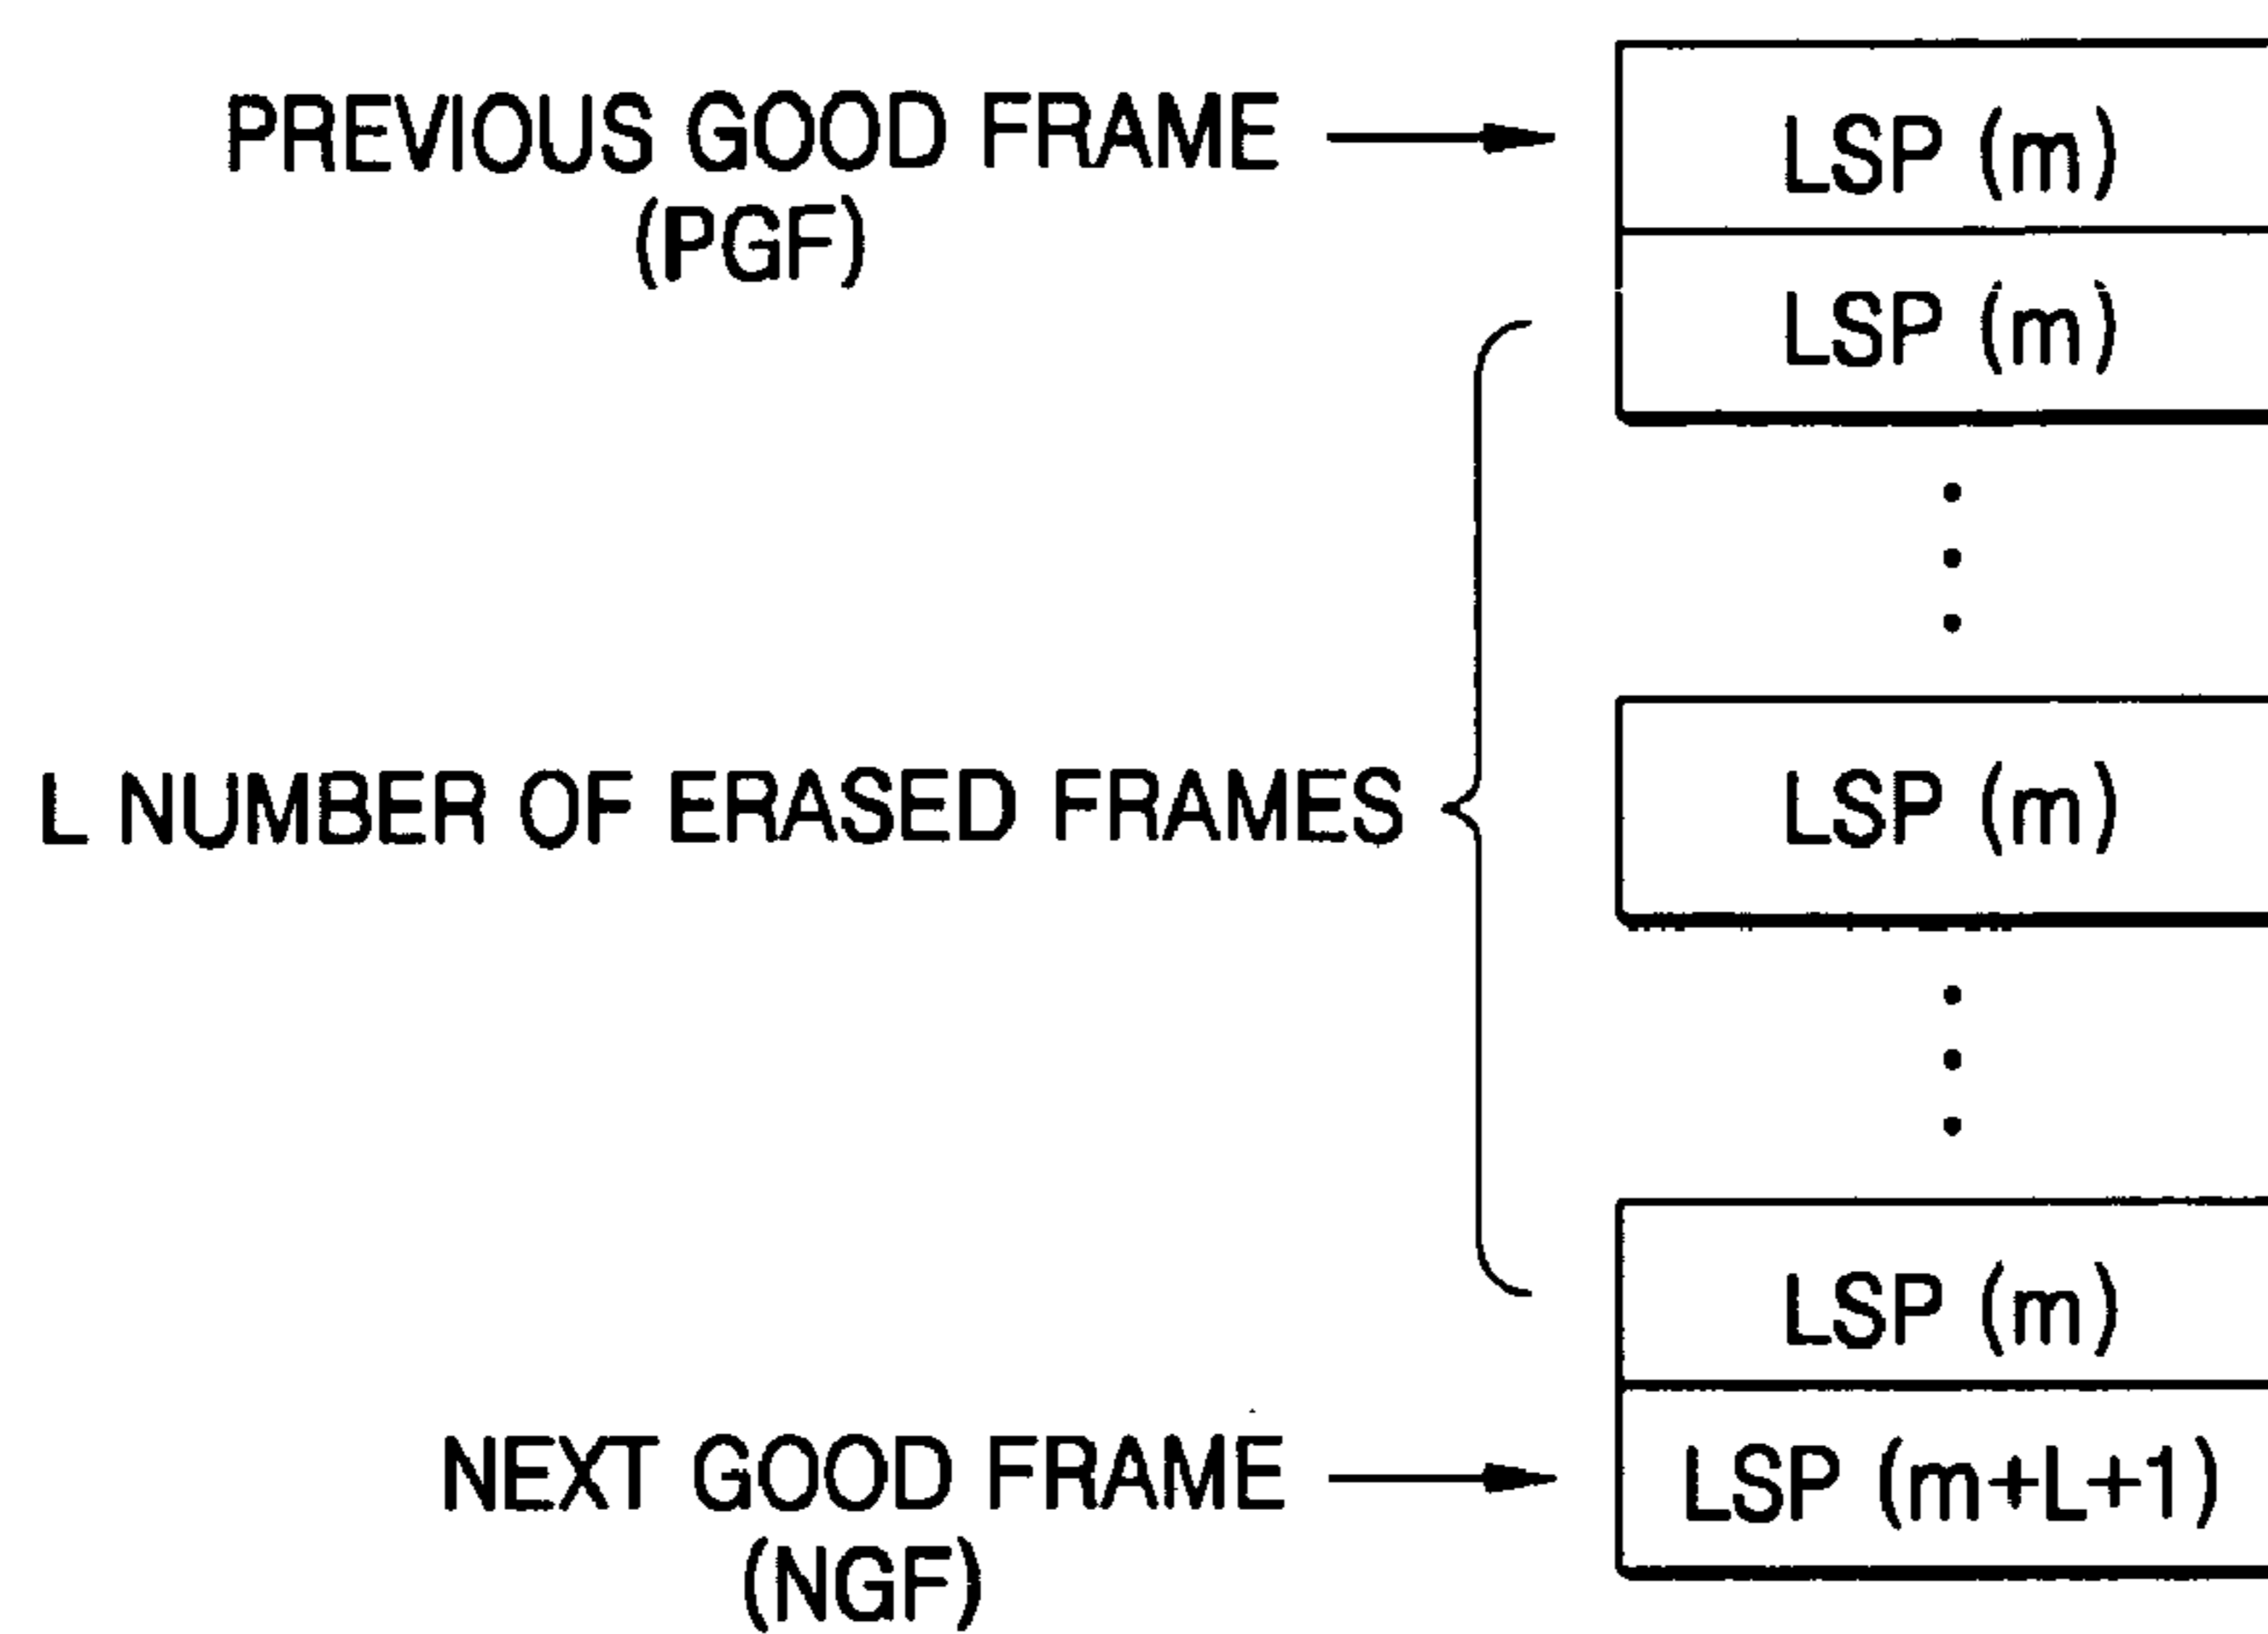 PREVIOUS GOOD FRAME
(PGF)
LSP (m)
LSP (m)
L NUMBER OF ERASED FRAMES
LSP (m)
LSP (m)
NEXT GOOD FRAME
(NGF)
LSP (m+L+1)